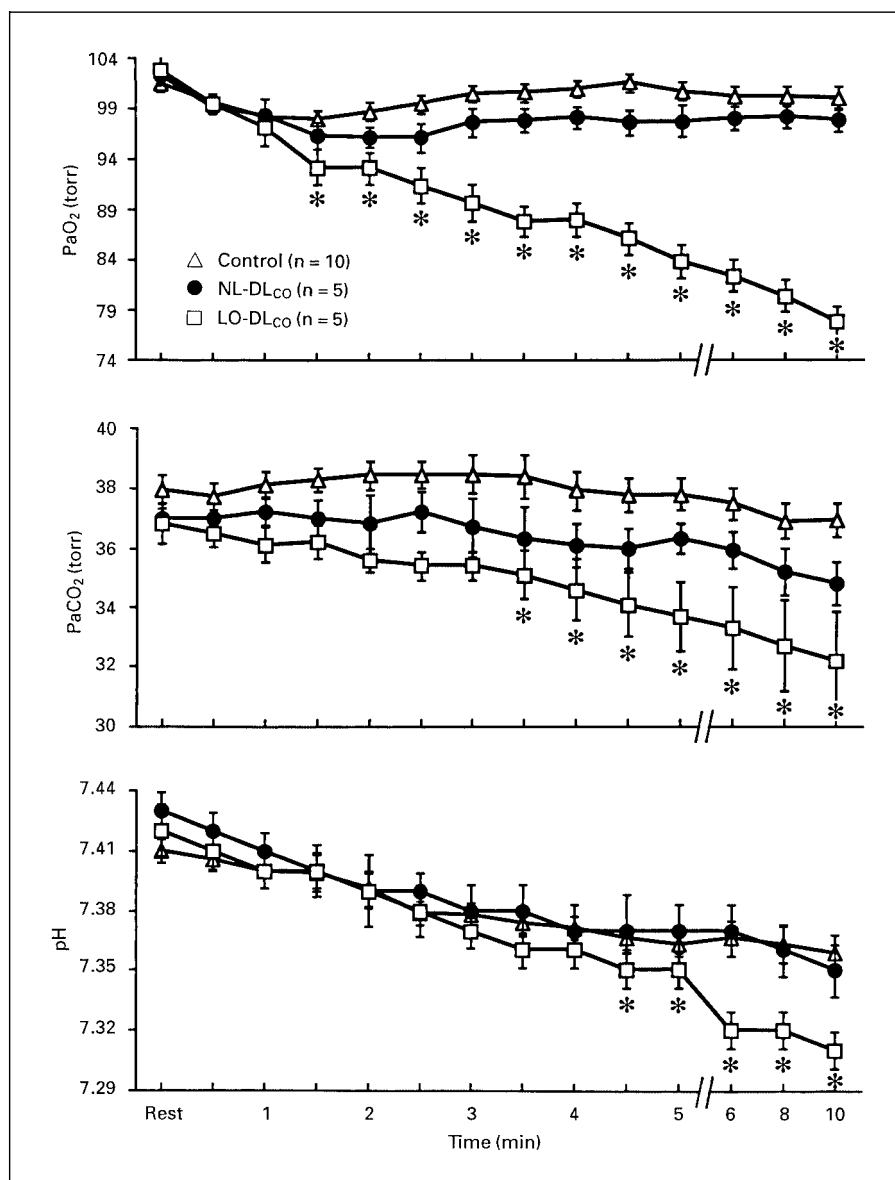 104
99
94
89
84
79
74
PaO2 (torr)
Control (n = 10)
NL-DLCO (n = 5)
LO-DLCO (n = 5)
* * * * * * * * * * *
40
38
36
34
32
30
PaCO2 (torr)
* * * * * * *
7.44
7.41
7.38
7.35
7.32
7.29
pH
* * * * *
Rest 1 2 3 4 5 6 8 10
Time (min)